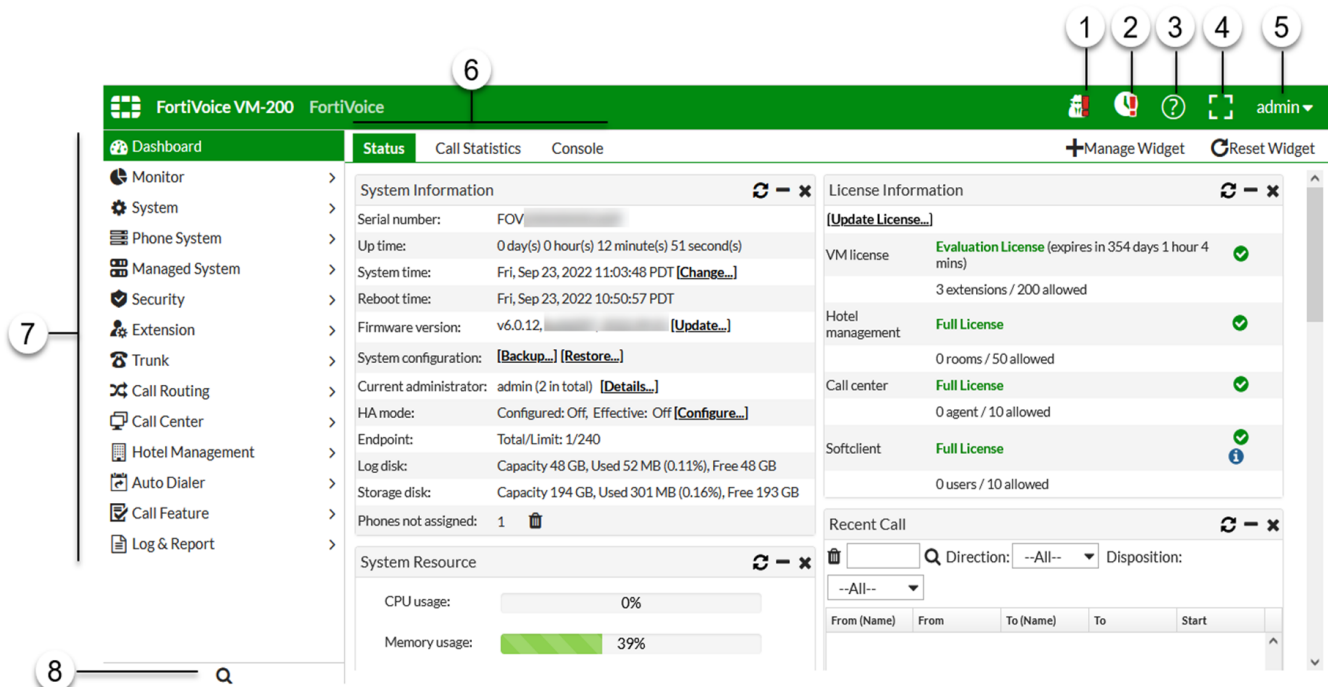 1 2 3 4 5
6
FortiVoice VM-200 FortiVoice
admin
7
Dashboard
Monitor
System
Phone System
Managed System
Security
Extension
Trunk
Call Routing
Call Center
Hotel Management
Auto Dialer
Call Feature
Log & Report
8
Status Call Statistics Console
Manage Widget Reset Widget
System Information
Serial number: FOV
Up time: 0 day(s) 0 hour(s) 12 minute(s) 51 second(s)
System time: Fri, Sep 23, 2022 11:03:48 PDT [Change...]
Reboot time: Fri, Sep 23, 2022 10:50:57 PDT
Firmware version: v6.0.12, [Update...]
System configuration: [Backup...] [Restore...]
Current administrator: admin (2 in total) [Details...]
HA mode: Configured: Off, Effective: Off [Configure...]
Endpoint: Total/Limit: 1/240
Log disk: Capacity 48 GB, Used 52 MB (0.11%), Free 48 GB
Storage disk: Capacity 194 GB, Used 301 MB (0.16%), Free 193 GB
Phones not assigned: 1
System Resource
CPU usage: 0%
Memory usage: 39%
License Information
[Update License...]
VM license Evaluation License (expires in 354 days 1 hour 4
mins)
3 extensions / 200 allowed
Hotel
management Full License
0 rooms / 50 allowed
Call center Full License
0 agent / 10 allowed
Softclient Full License
0 users / 10 allowed
Recent Call
Direction: --All-- Disposition:
--All--
From (Name) From To (Name) To Start